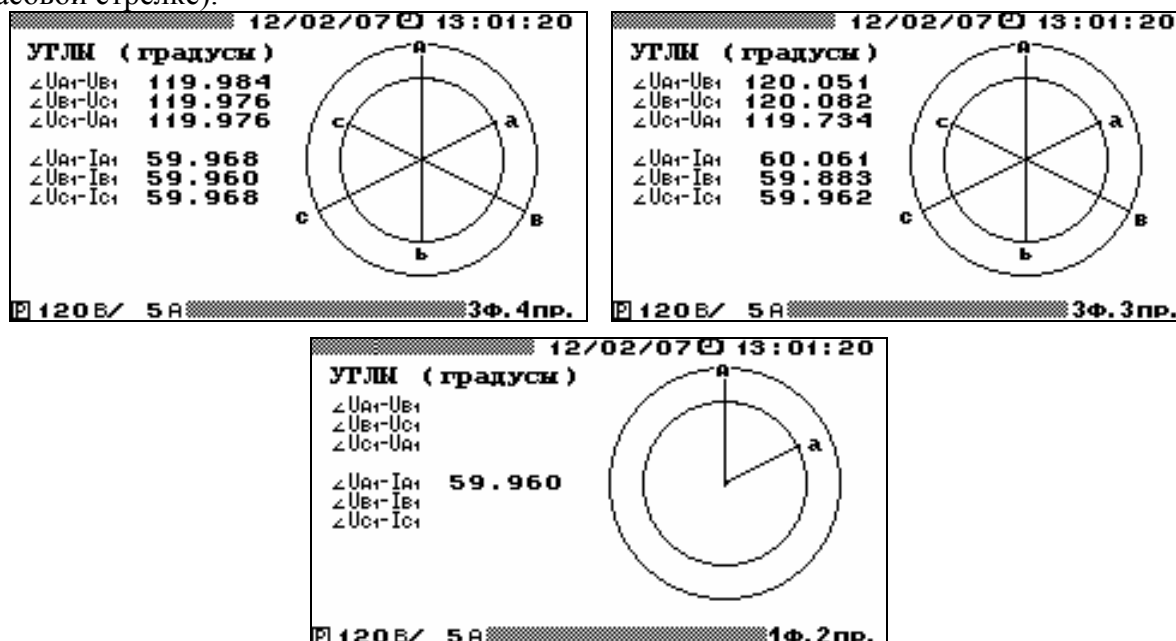 часовой стрелке).
12/02/07 13:01:20
УГЛЫ (градусы)
∠UA1-UB1 119.984
∠UB1-UC1 119.976
∠UC1-UA1 119.976
∠UA1-IA1 59.968
∠UB1-IB1 59.960
∠UC1-IC1 59.968
A
c
a
C
B
b
P 120В/ 5А
3Ф.4пр.
12/02/07 13:01:20
УГЛЫ (градусы)
∠UA1-UB1 120.051
∠UB1-UC1 120.082
∠UC1-UA1 119.734
∠UA1-IA1 60.061
∠UB1-IB1 59.883
∠UC1-IC1 59.962
A
c
a
C
B
b
P 120В/ 5А
3Ф.3пр.
12/02/07 13:01:20
УГЛЫ (градусы)
∠UA1-UB1
∠UB1-UC1
∠UC1-UA1
∠UA1-IA1 59.960
∠UB1-IB1
∠UC1-IC1
A
a
P 120В/ 5А
1Ф.2пр.